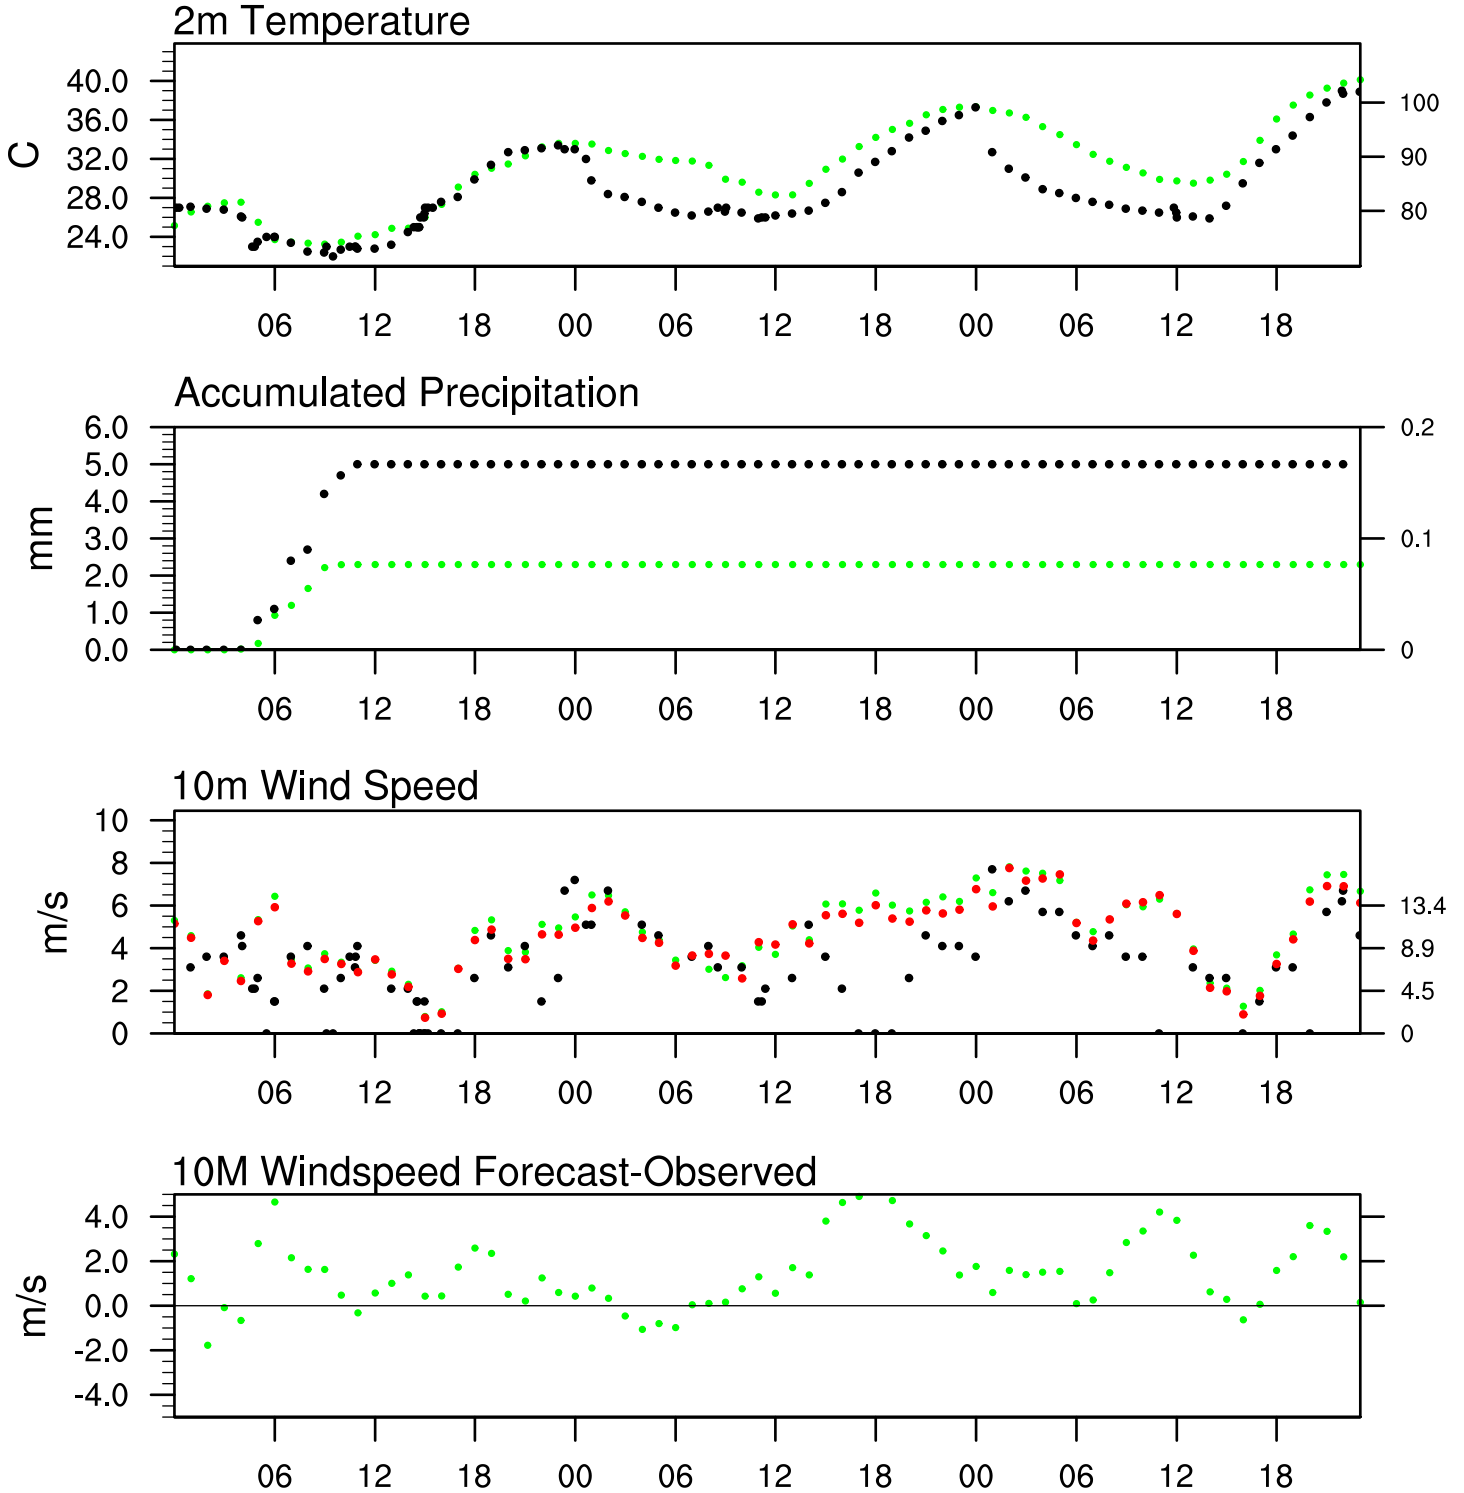 2m Temperature
40.0
36.0
32.0
28.0
24.0
C
100
90
80
06 12 18 00 06 12 18 00 06 12 18
Accumulated Precipitation
6.0
5.0
4.0
3.0
2.0
1.0
0.0
mm
0.2
0.1
0
06 12 18 00 06 12 18 00 06 12 18
10m Wind Speed
10
8
6
4
2
0
m/s
13.4
8.9
4.5
0
06 12 18 00 06 12 18 00 06 12 18
10M Windspeed Forecast-Observed
4.0
2.0
0.0
-2.0
-4.0
m/s
06 12 18 00 06 12 18 00 06 12 18